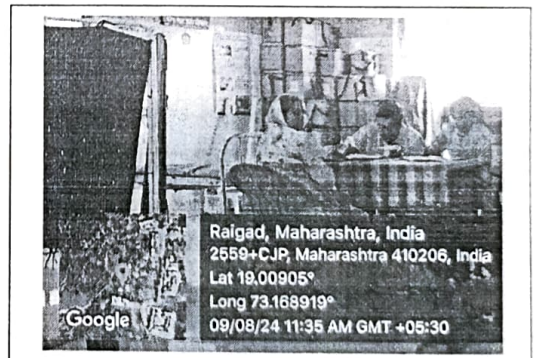 Raigad, Maharashtra, India
2559+CJP, Maharashtra 410206, India
Lat 19.00905°
Long 73.168919°
09/08/24 11:35 AM GMT +05:30
Google